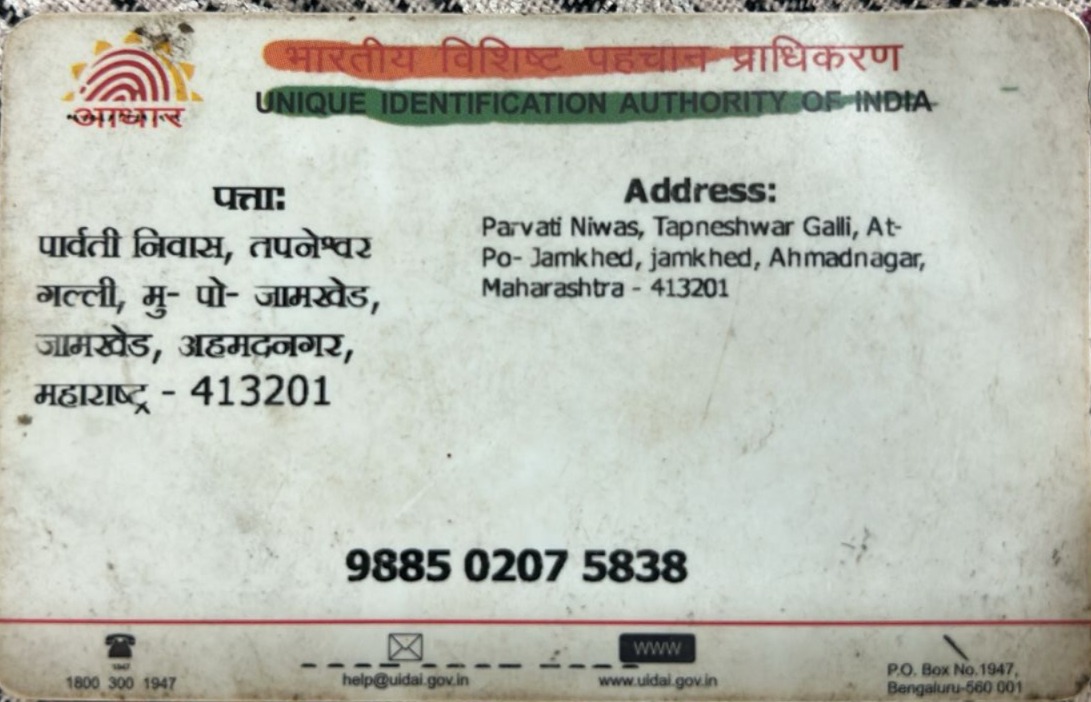 आधार
भारतीय विशिष्ट पहचान प्राधिकरण
UNIQUE IDENTIFICATION AUTHORITY OF INDIA
पत्ता:
पार्वती निवास, तपनेश्वर
गल्ली, मु- पो- जामखेड,
जामखेड, अहमदनगर,
महाराष्ट्र - 413201
Address:
Parvati Niwas, Tapneshwar Galli, At-
Po- Jamkhed, jamkhed, Ahmadnagar,
Maharashtra - 413201
9885 0207 5838
1947
1800 300 1947
help@uidai.gov.in
WWW
www.uidai.gov.in
P.O. Box No.1947,
Bengaluru-560 001